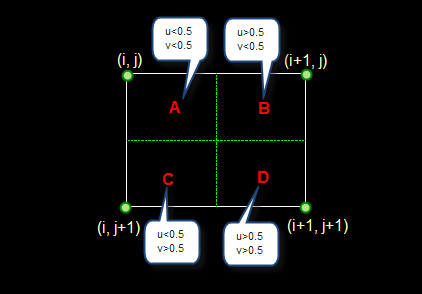 u<0.5
v<0.5
u>0.5
v<0.5
(i, j)
(i+1, j)
A
B
C
D
(i, j+1)
(i+1, j+1)
u<0.5
v>0.5
u>0.5
v>0.5